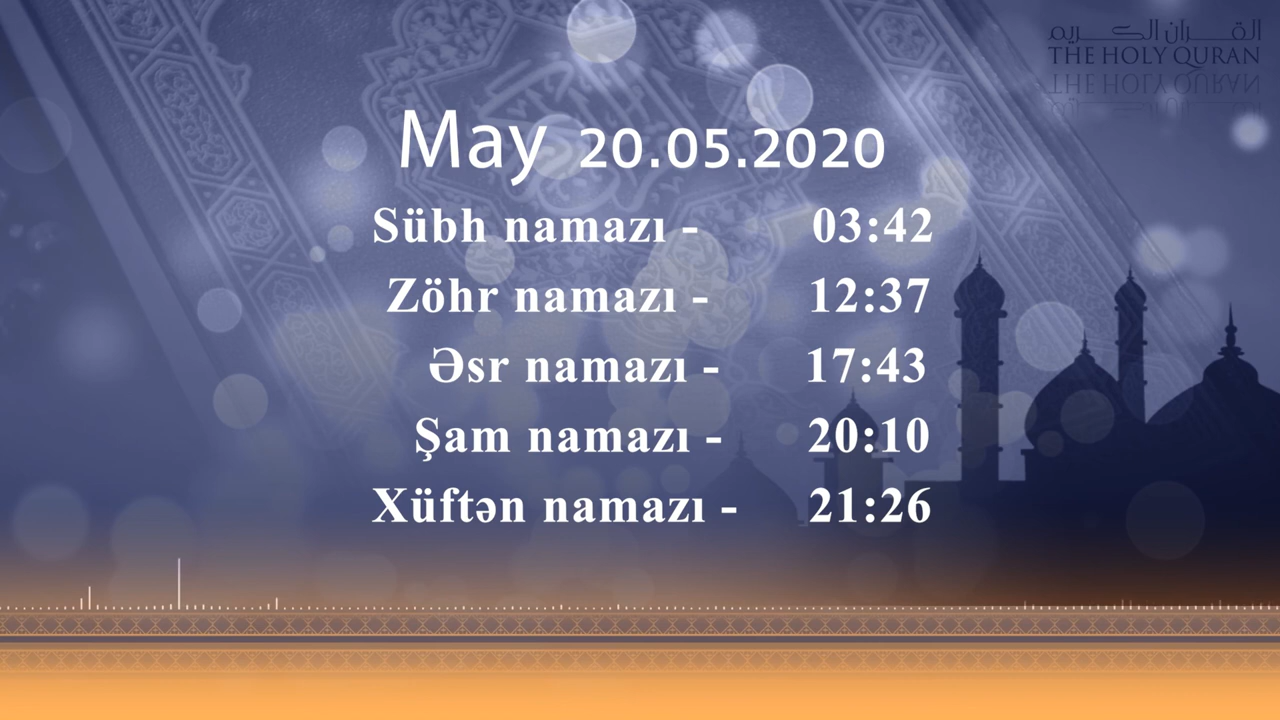 القرآن الكريم
THE HOLY QURAN
May 20.05.2020
Sübh namazı - 03:42
Zöhr namazı - 12:37
Əsr namazı - 17:43
Şam namazı - 20:10
Xüftən namazı - 21:26